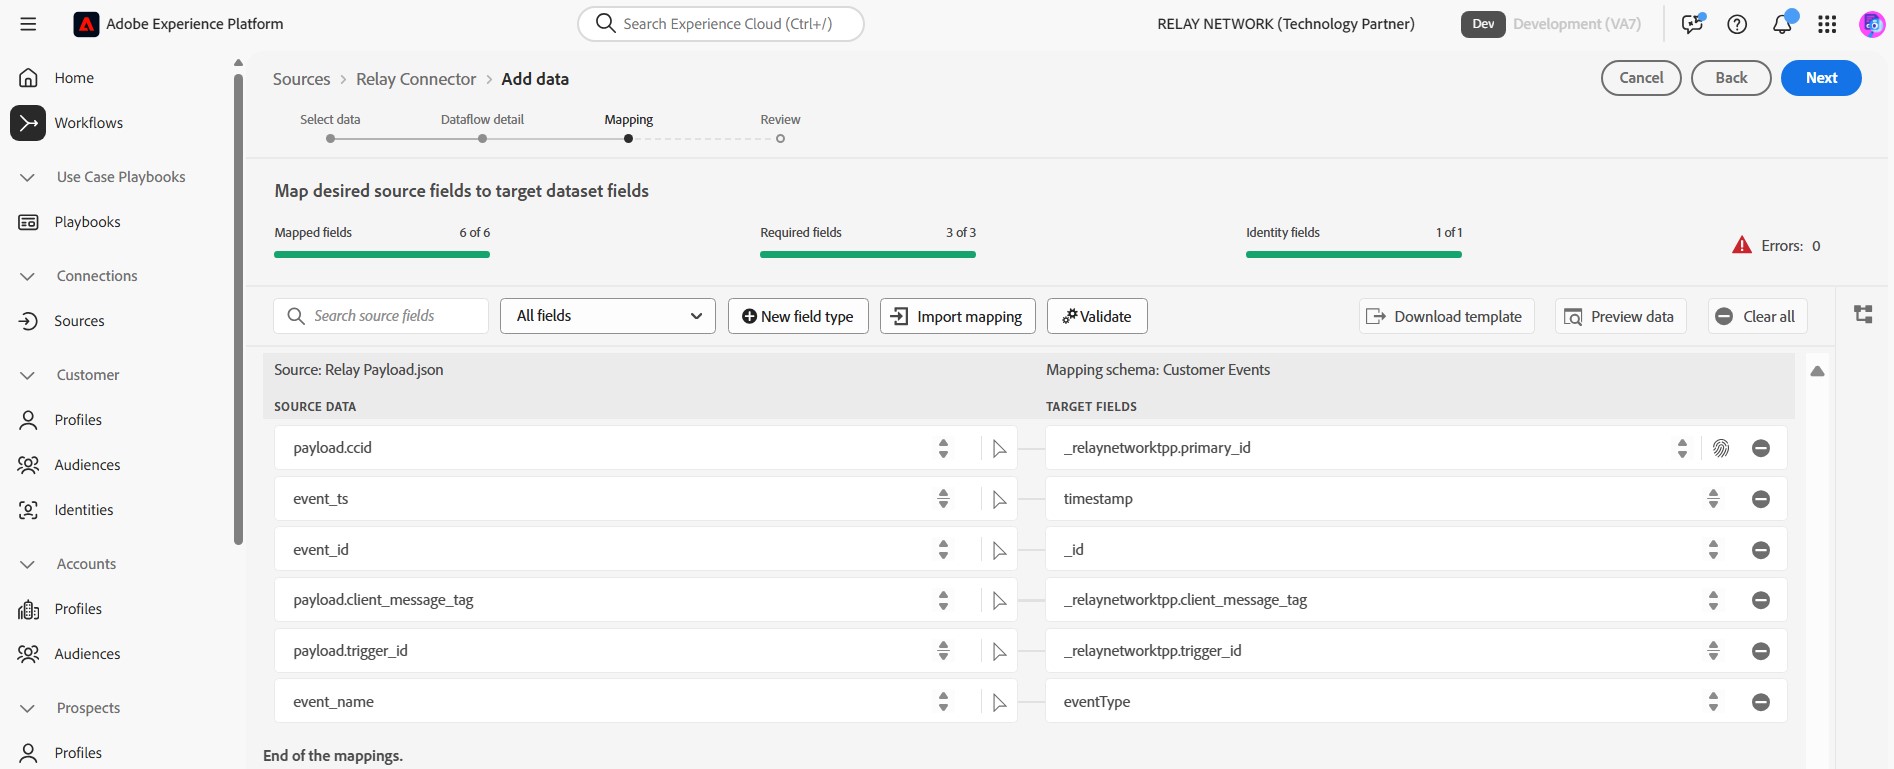 Adobe Experience Platform
Search Experience Cloud (Ctrl+/)
RELAY NETWORK (Technology Partner)
Dev
Development (VA7)
Home
Workflows
Use Case Playbooks
Playbooks
Connections
Sources
Customer
Profiles
Audiences
Identities
Accounts
Profiles
Audiences
Prospects
Profiles
Sources > Relay Connector > Add data
Cancel
Back
Next
Select data
Dataflow detail
Mapping
Review
Map desired source fields to target dataset fields
Mapped fields 6 of 6
Required fields 3 of 3
Identity fields 1 of 1
Errors: 0
Search source fields
All fields
New field type
Import mapping
Validate
Download template
Preview data
Clear all
Source: Relay Payload.json
Mapping schema: Customer Events
SOURCE DATA
TARGET FIELDS
payload.ccid
_relaynetworktpp.primary_id
event_ts
timestamp
event_id
_id
payload.client_message_tag
_relaynetworktpp.client_message_tag
payload.trigger_id
_relaynetworktpp.trigger_id
event_name
eventType
End of the mappings.